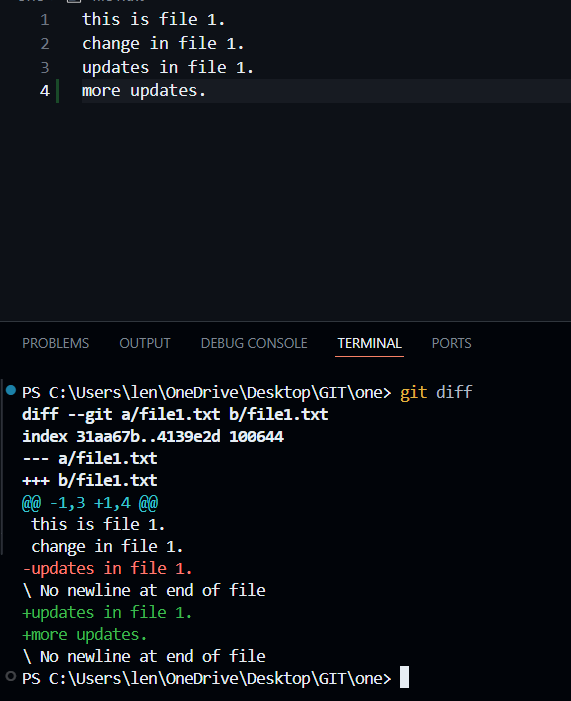 1 this is file 1.
2 change in file 1.
3 updates in file 1.
4 more updates.
PROBLEMS OUTPUT DEBUG CONSOLE TERMINAL PORTS
PS C:\Users\len\OneDrive\Desktop\GIT\one> git diff
diff --git a/file1.txt b/file1.txt
index 31aa67b..4139e2d 100644
--- a/file1.txt
+++ b/file1.txt
@@ -1,3 +1,4 @@
 this is file 1.
 change in file 1.
-updates in file 1.
\ No newline at end of file
+updates in file 1.
+more updates.
\ No newline at end of file
PS C:\Users\len\OneDrive\Desktop\GIT\one>